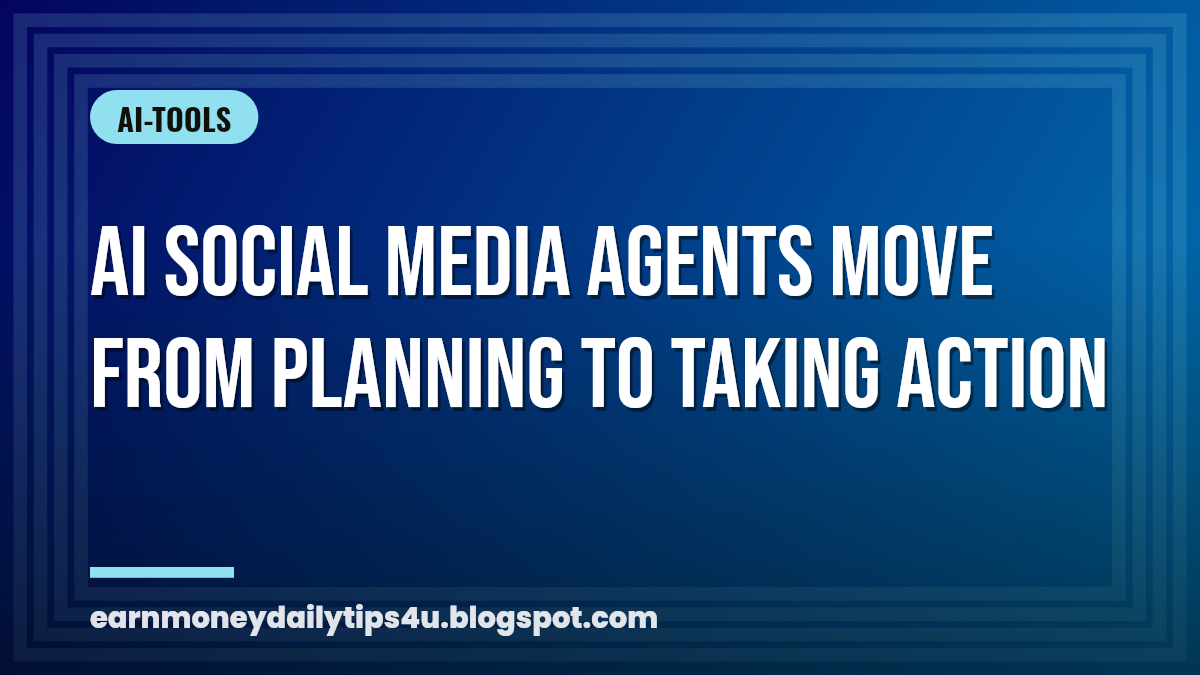 AI-TOOLS
AI SOCIAL MEDIA AGENTS MOVE
FROM PLANNING TO TAKING ACTION
earnmoneydailytips4u.blogspot.com